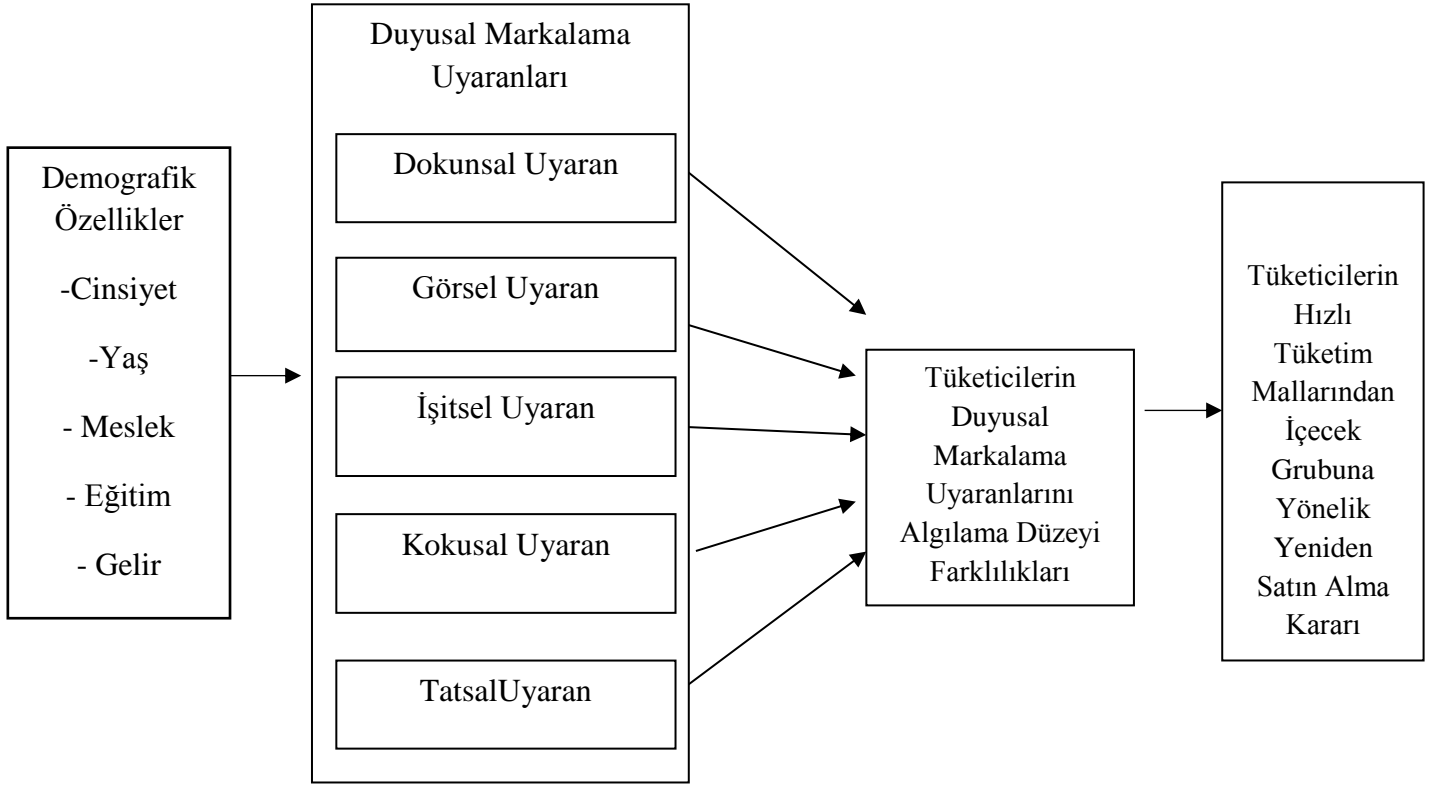 Demografik
Özellikler
-Cinsiyet
-Yaş
- Meslek
- Eğitim
- Gelir
Duyusal Markalama
Uyaranları
Dokunsal Uyaran
Görsel Uyaran
İşitsel Uyaran
Kokusal Uyaran
TatsalUyaran
Tüketicilerin
Duyusal
Markalama
Uyaranlarını
Algılama Düzeyi
Farklılıkları
Tüketicilerin
Hızlı
Tüketim
Mallarından
İçecek
Grubuna
Yönelik
Yeniden
Satın Alma
Kararı